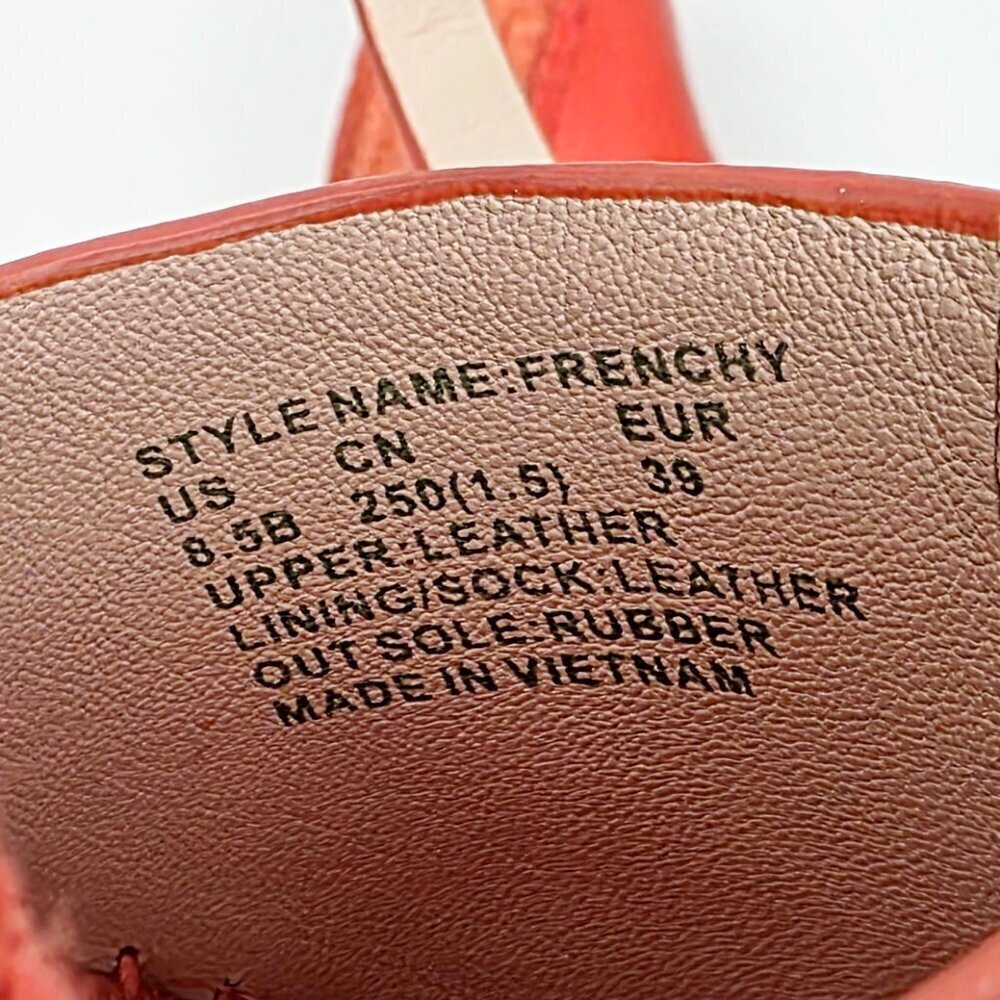 STYLE NAME:FRENCHY
US CN EUR
8.5B 250(1.5) 39
UPPER:LEATHER
LINING/SOCK:LEATHER
OUT SOLE:RUBBER
MADE IN VIETNAM